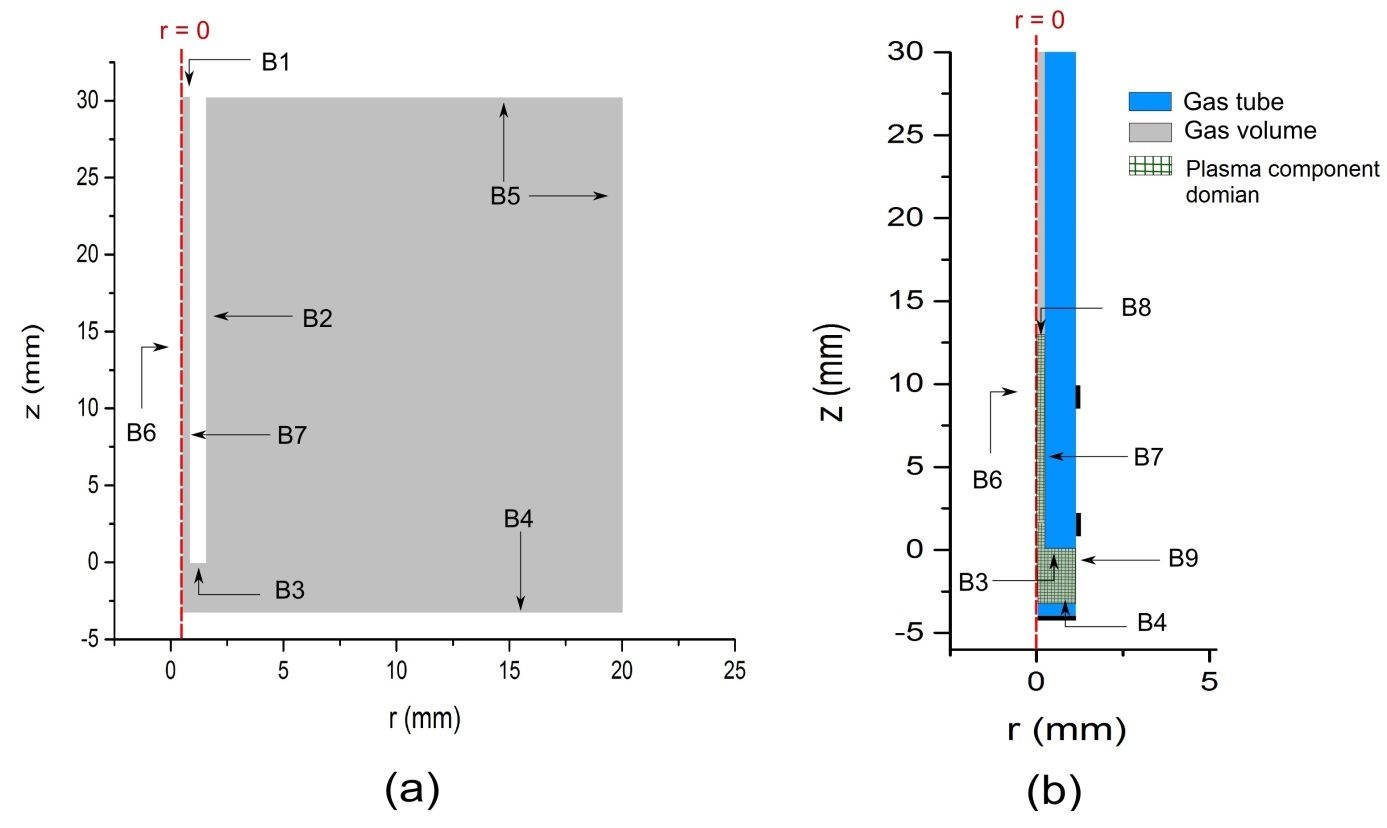 r = 0
B1
30
25
20
15
10
5
0
-5
z (mm)
B5
B2
B6
B7
B4
B3
0
5
10
15
20
25
r (mm)
(a)
r = 0
30
25
20
15
10
5
0
-5
z (mm)
Gas tube
Gas volume
Plasma component
domian
B8
B6
B7
B9
B3
B4
0
5
r (mm)
(b)